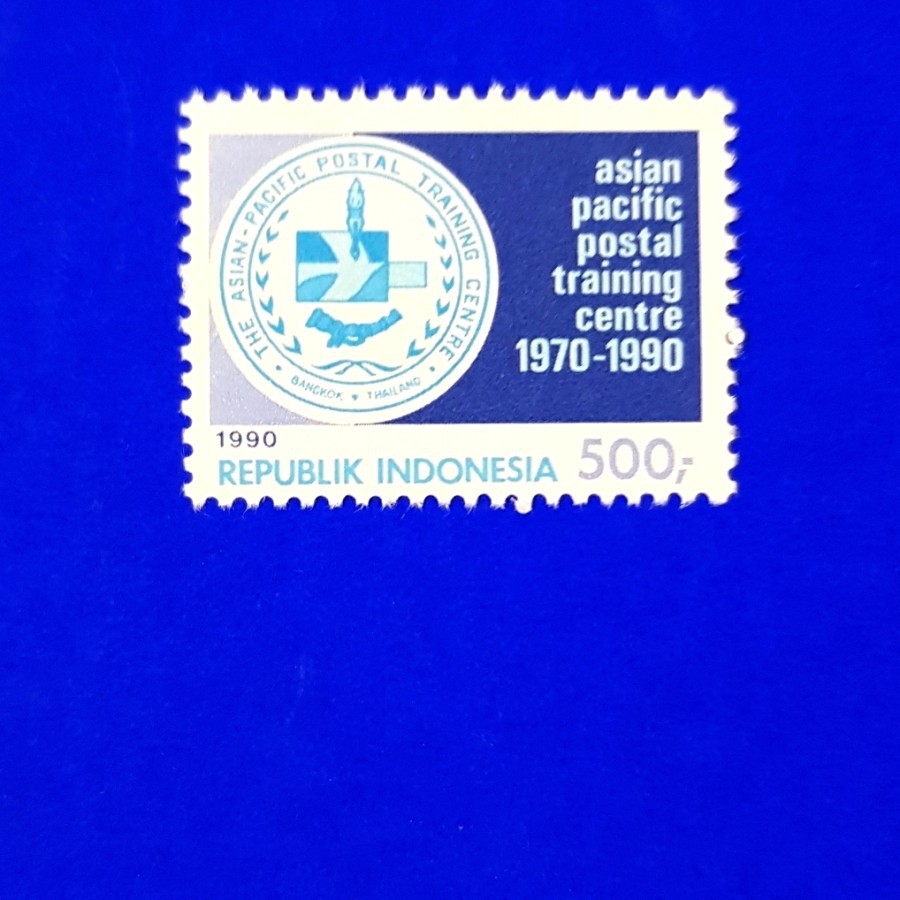 THE ASIAN-PACIFIC POSTAL TRAINING CENTRE
BANGKOK THAILAND
asian
pacific
postal
training
centre
1970-1990
1990
REPUBLIK INDONESIA 500,-